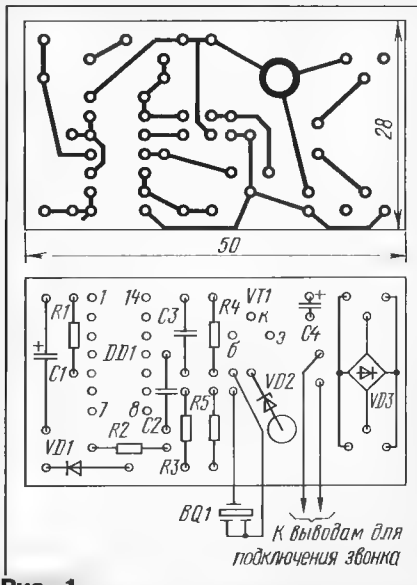 28
50
R1
1
14
C3
R4
VT1
к
C4
+
+
C1
DD1
б
э
VD2
VD3
7
8
C2
R5
R2
VD1
R3
BQ1
К выводам для
подключения звонка
Рис. 1